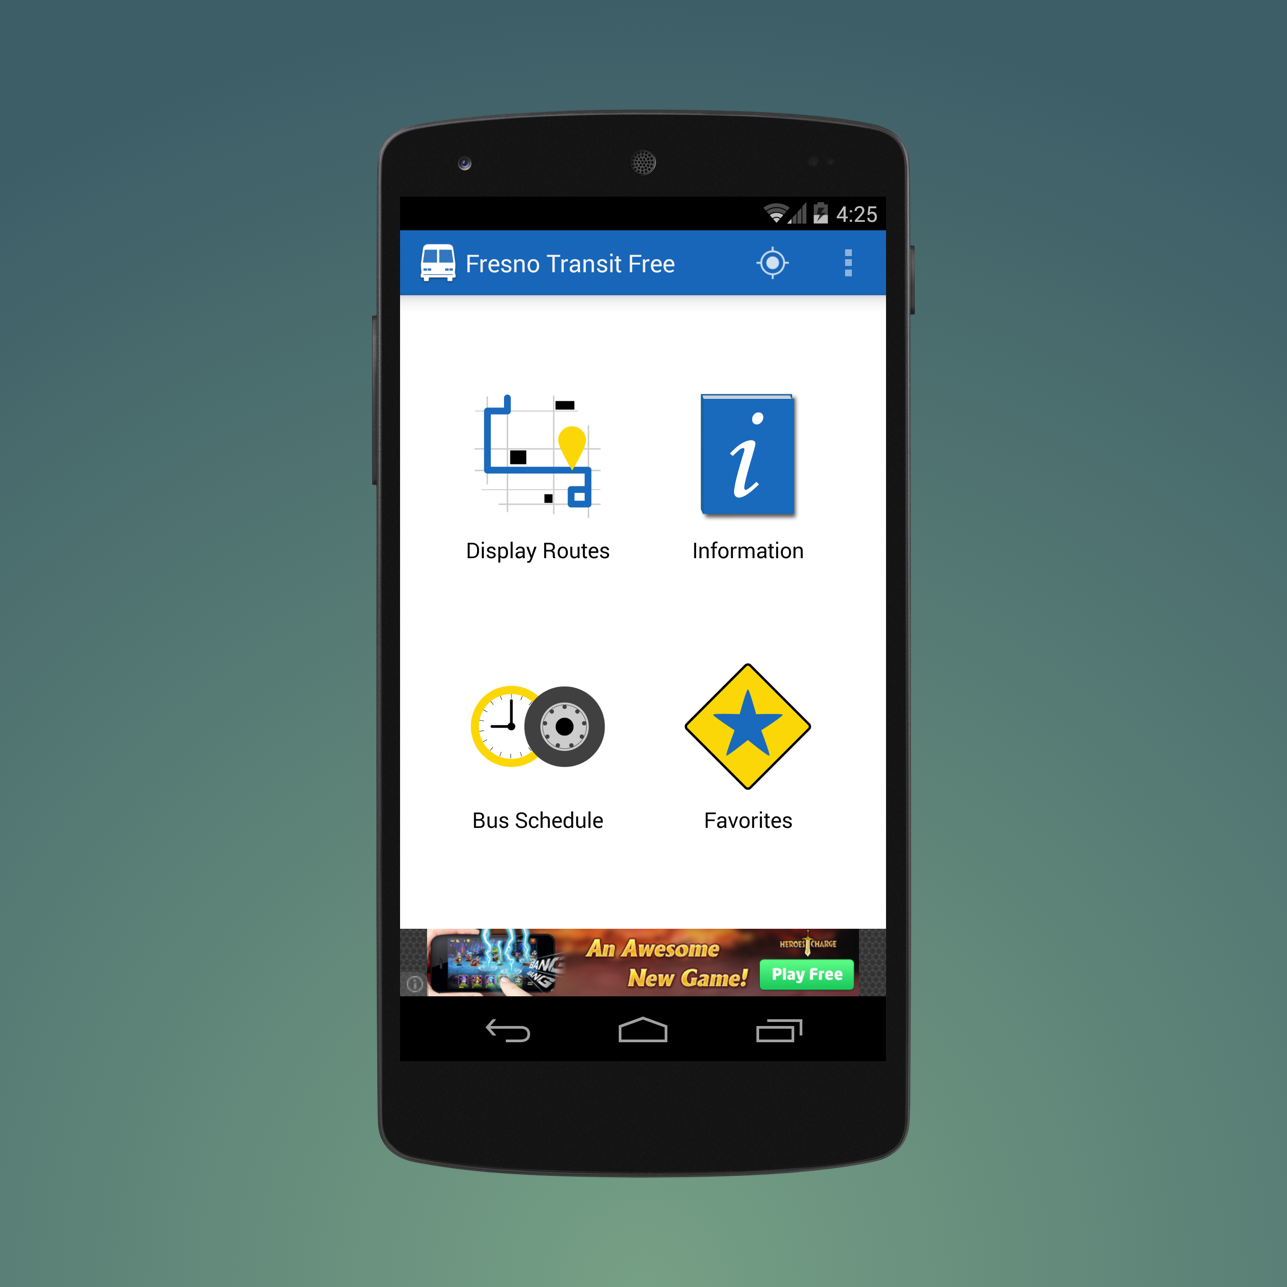 4:25
Fresno Transit Free
i
Display Routes
Information
Bus Schedule
Favorites
An Awesome
New Game!
HEROES CHARGE
Play Free
BANG